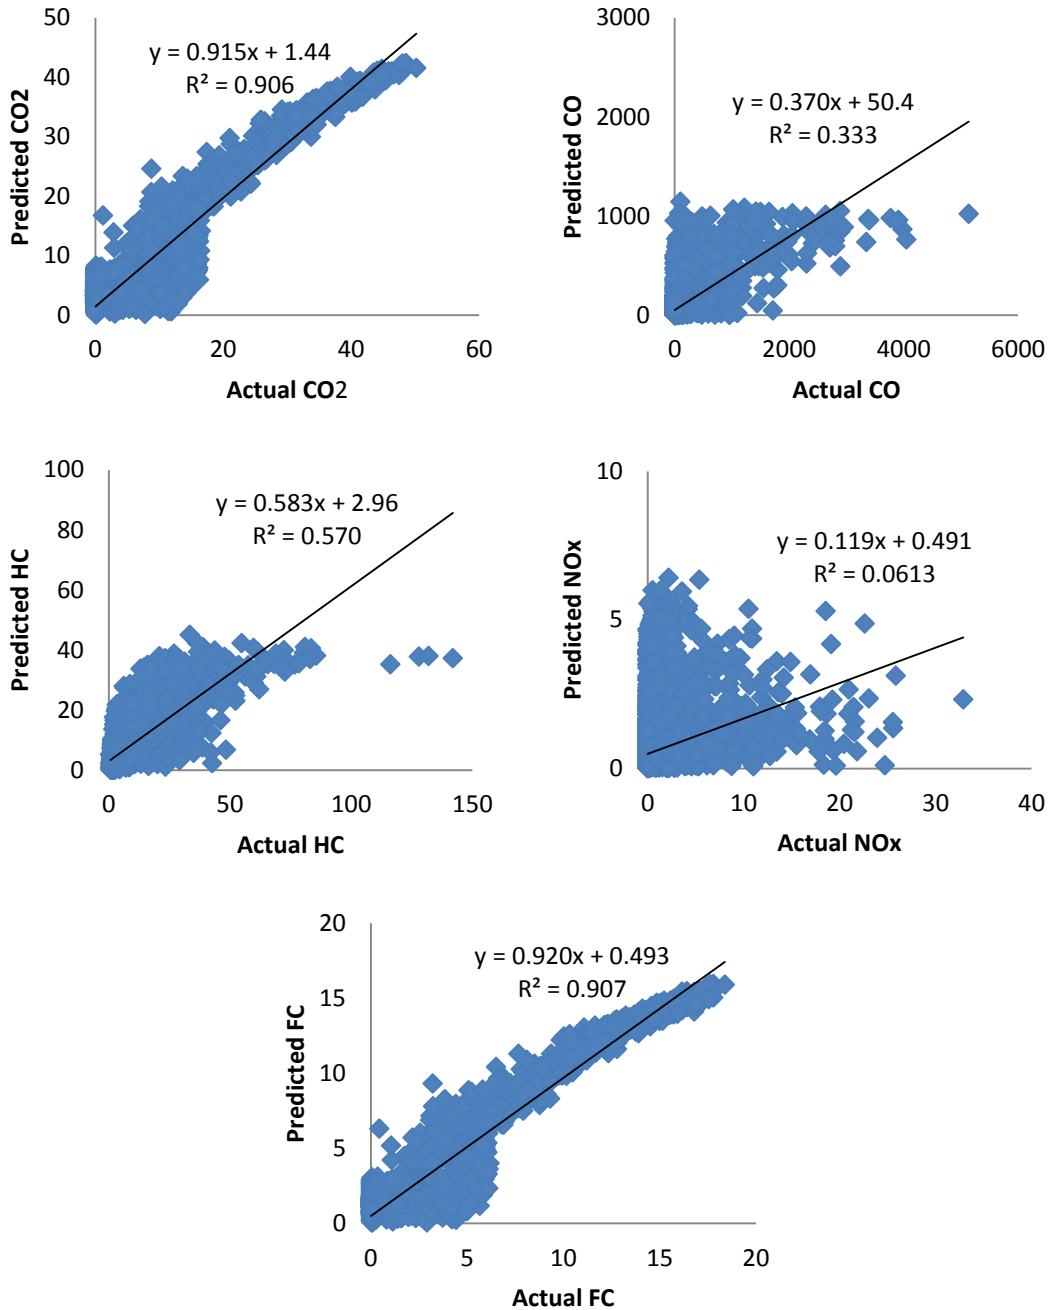 50
40
30
20
10
0
Predicted CO2
y = 0.915x + 1.44
R² = 0.906
0 20 40 60
Actual CO2
3000
2000
1000
0
Predicted CO
y = 0.370x + 50.4
R² = 0.333
0 2000 4000 6000
Actual CO
100
80
60
40
20
0
Predicted HC
y = 0.583x + 2.96
R² = 0.570
0 50 100 150
Actual HC
10
5
0
Predicted NOx
y = 0.119x + 0.491
R² = 0.0613
0 10 20 30 40
Actual NOx
20
15
10
5
0
Predicted FC
y = 0.920x + 0.493
R² = 0.907
0 5 10 15 20
Actual FC